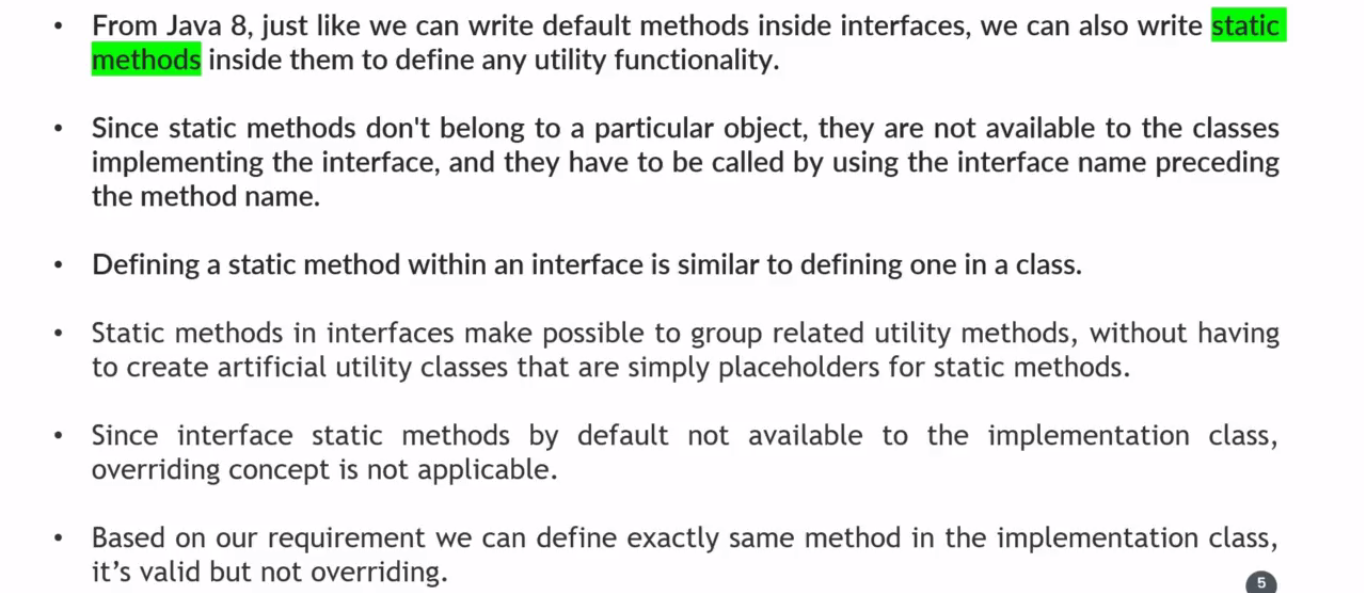 • From Java 8, just like we can write default methods inside interfaces, we can also write static
methods inside them to define any utility functionality.
• Since static methods don't belong to a particular object, they are not available to the classes
implementing the interface, and they have to be called by using the interface name preceding
the method name.
• Defining a static method within an interface is similar to defining one in a class.
• Static methods in interfaces make possible to group related utility methods, without having
to create artificial utility classes that are simply placeholders for static methods.
• Since interface static methods by default not available to the implementation class,
overriding concept is not applicable.
• Based on our requirement we can define exactly same method in the implementation class,
it’s valid but not overriding.
5